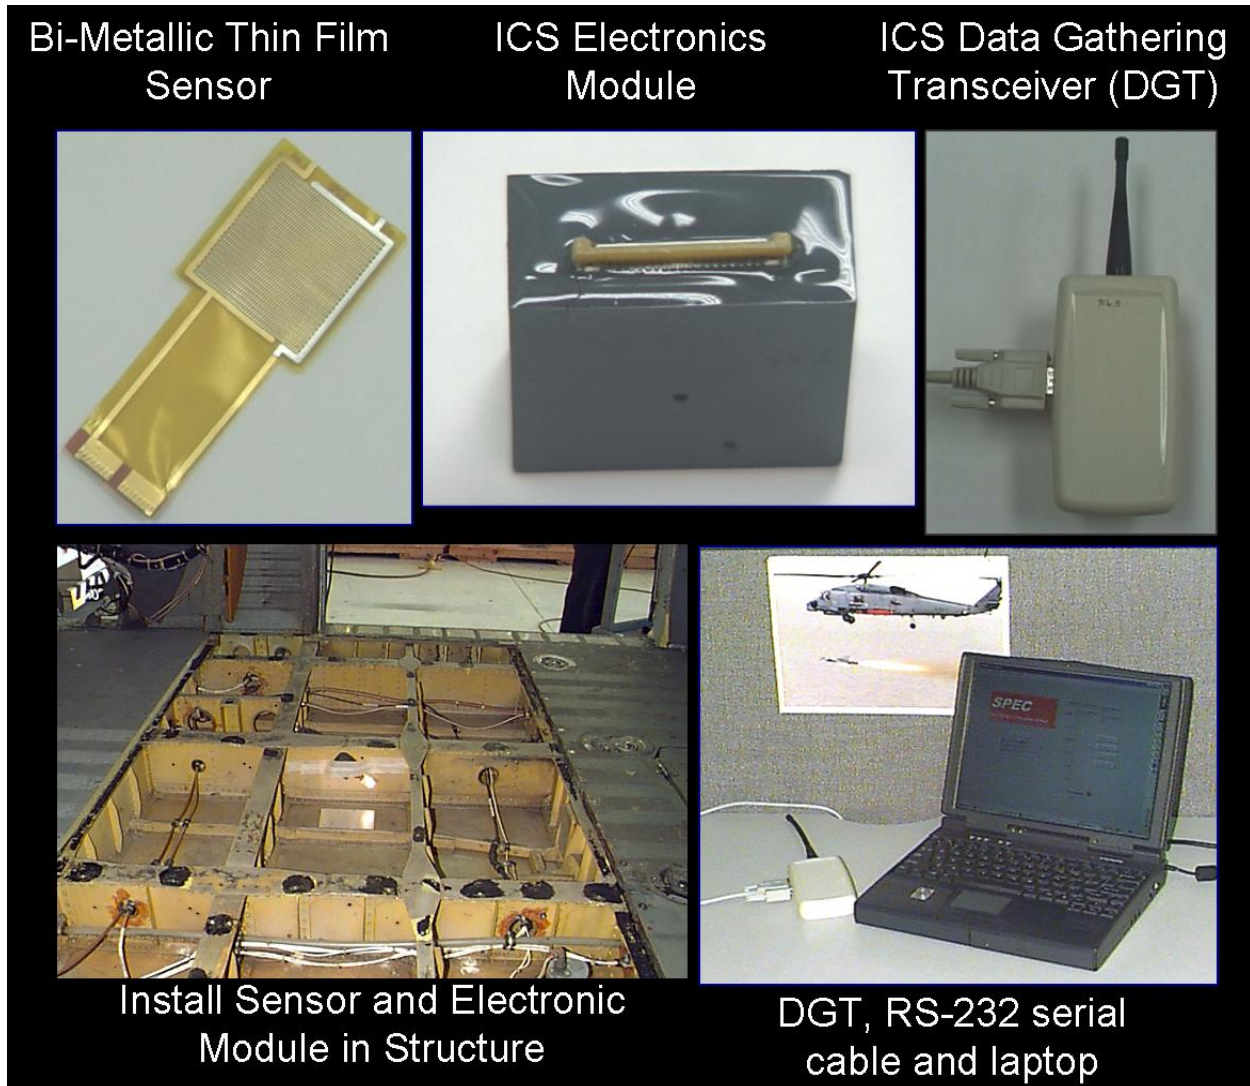 Bi-Metallic Thin Film
Sensor
ICS Electronics
Module
ICS Data Gathering
Transceiver (DGT)
SPEC
Install Sensor and Electronic
Module in Structure
DGT, RS-232 serial
cable and laptop